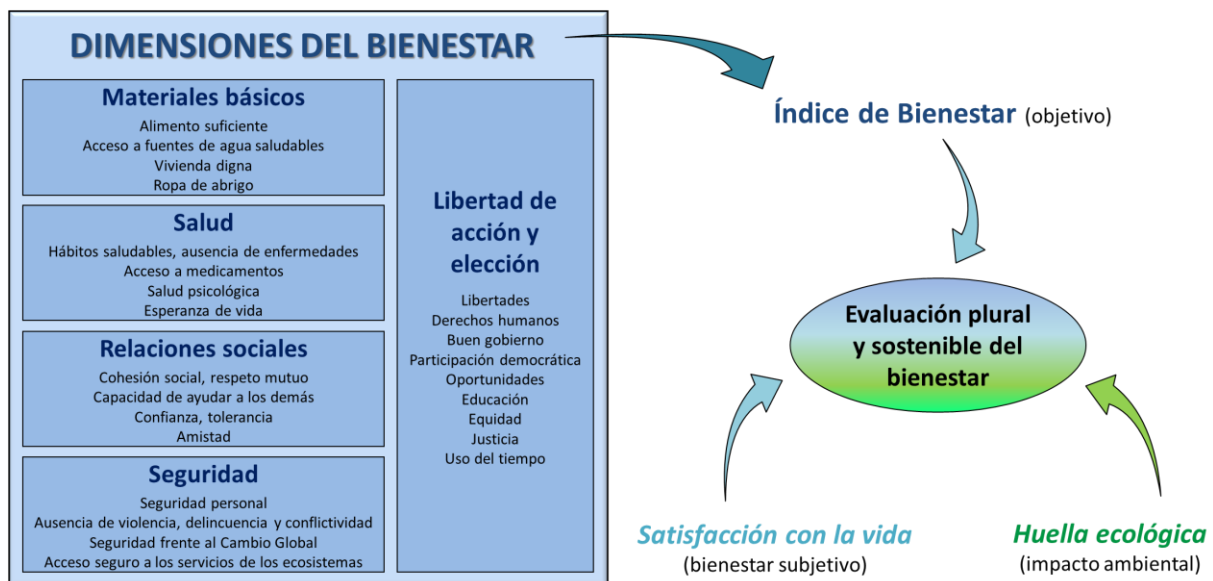 DIMENSIONES DEL BIENESTAR
Materiales básicos
Alimento suficiente
Acceso a fuentes de agua saludables
Vivienda digna
Ropa de abrigo
Salud
Hábitos saludables, ausencia de enfermedades
Acceso a medicamentos
Salud psicológica
Esperanza de vida
Relaciones sociales
Cohesión social, respeto mutuo
Capacidad de ayudar a los demás
Confianza, tolerancia
Amistad
Seguridad
Seguridad personal
Ausencia de violencia, delincuencia y conflictividad
Seguridad frente al Cambio Global
Acceso seguro a los servicios de los ecosistemas
Libertad de
acción y
elección
Libertades
Derechos humanos
Buen gobierno
Participación democrática
Oportunidades
Educación
Equidad
Justicia
Uso del tiempo
Índice de Bienestar (objetivo)
Evaluación plural
y sostenible del
bienestar
Satisfacción con la vida
(bienestar subjetivo)
Huella ecológica
(impacto ambiental)